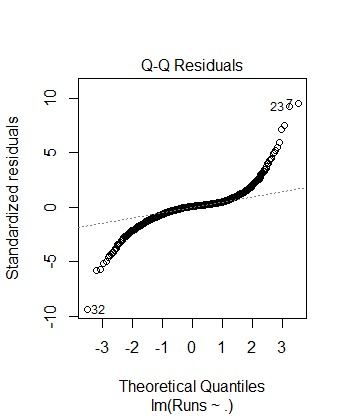 Q-Q Residuals
Standardized residuals
10
5
0
-5
-10
237
32
-3 -2 -1 0 1 2 3
Theoretical Quantiles
lm(Runs ~ .)